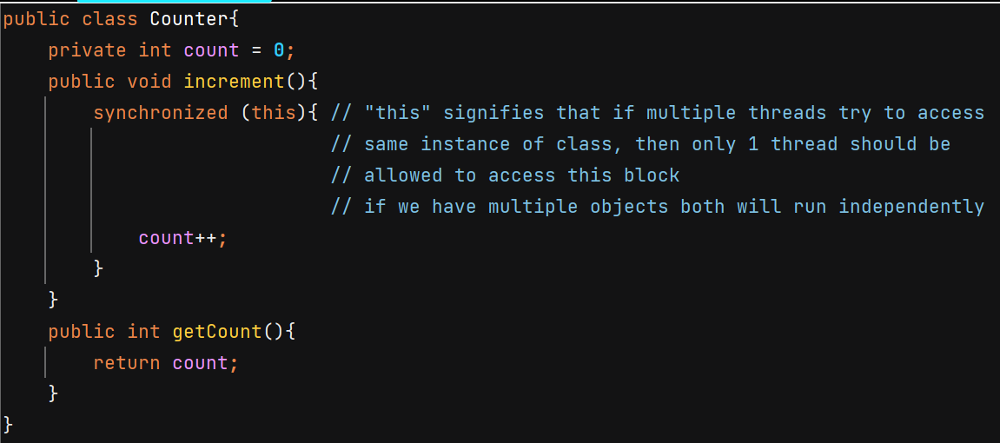 public class Counter{
    private int count = 0;
    public void increment(){
        synchronized (this){ // "this" signifies that if multiple threads try to access
                             // same instance of class, then only 1 thread should be
                             // allowed to access this block
                             // if we have multiple objects both will run independently
            count++;
        }
    }
    public int getCount(){
        return count;
    }
}